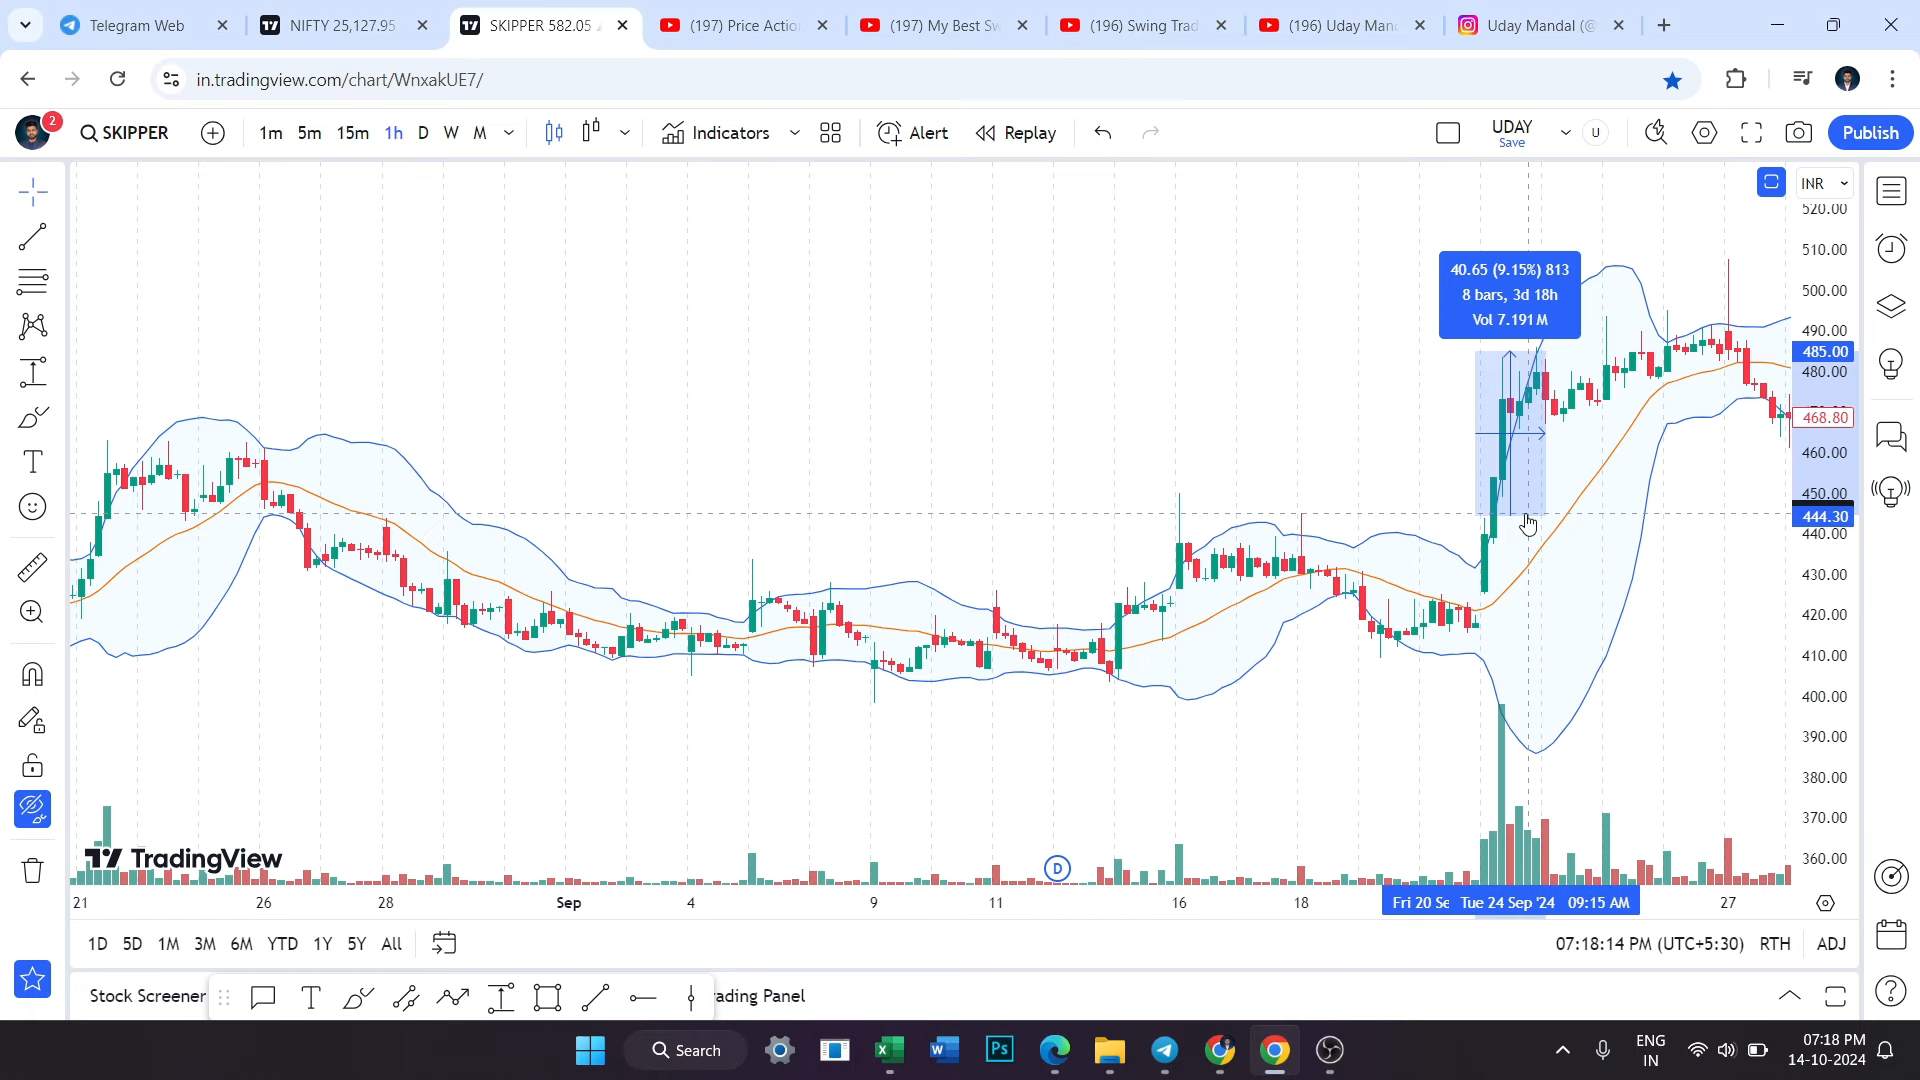 Telegram Web
NIFTY 25,127.95
SKIPPER 582.05
(197) Price Actio
(197) My Best Sw
(196) Swing Trad
(196) Uday Man
Uday Mandal (@
in.tradingview.com/chart/WnxakUE7/
2
SKIPPER
1m 5m 15m 1h D W M
Indicators
Alert
Replay
UDAY
Save
U
Publish
INR
520.00
510.00
500.00
490.00
485.00
480.00
468.80
460.00
450.00
444.30
440.00
430.00
420.00
410.00
400.00
390.00
380.00
370.00
360.00
40.65 (9.15%) 813
8 bars, 3d 18h
Vol 7.191 M
TradingView
D
21 26 28 Sep 4 9 11 16 18 Fri 20 Se Tue 24 Sep '24 09:15 AM 27
1D 5D 1M 3M 6M YTD 1Y 5Y All
07:18:14 PM (UTC+5:30) RTH ADJ
Stock Screener
ading Panel
Search
ENG
IN
07:18 PM
14-10-2024